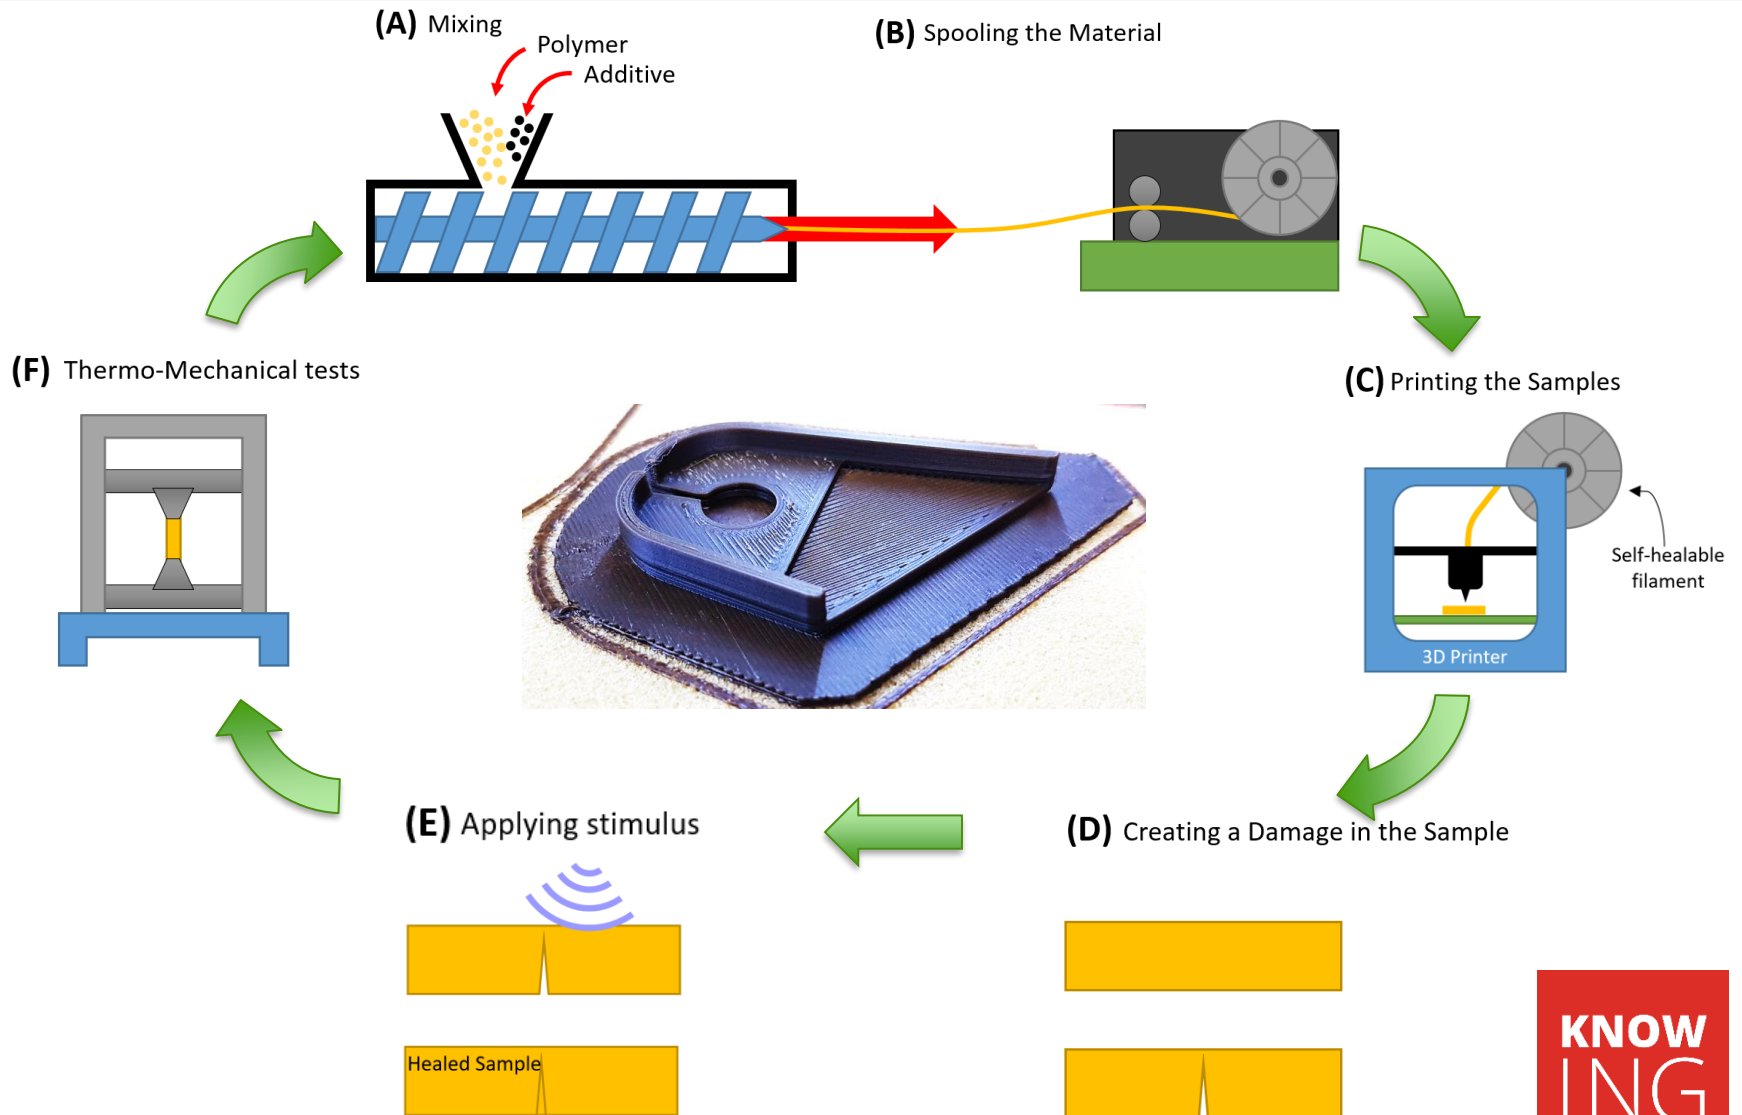 (A) Mixing
Polymer
Additive
(B) Spooling the Material
(C) Printing the Samples
Self-healable
filament
3D Printer
(D) Creating a Damage in the Sample
(E) Applying stimulus
Healed Sample
(F) Thermo-Mechanical tests
KNOW
ING